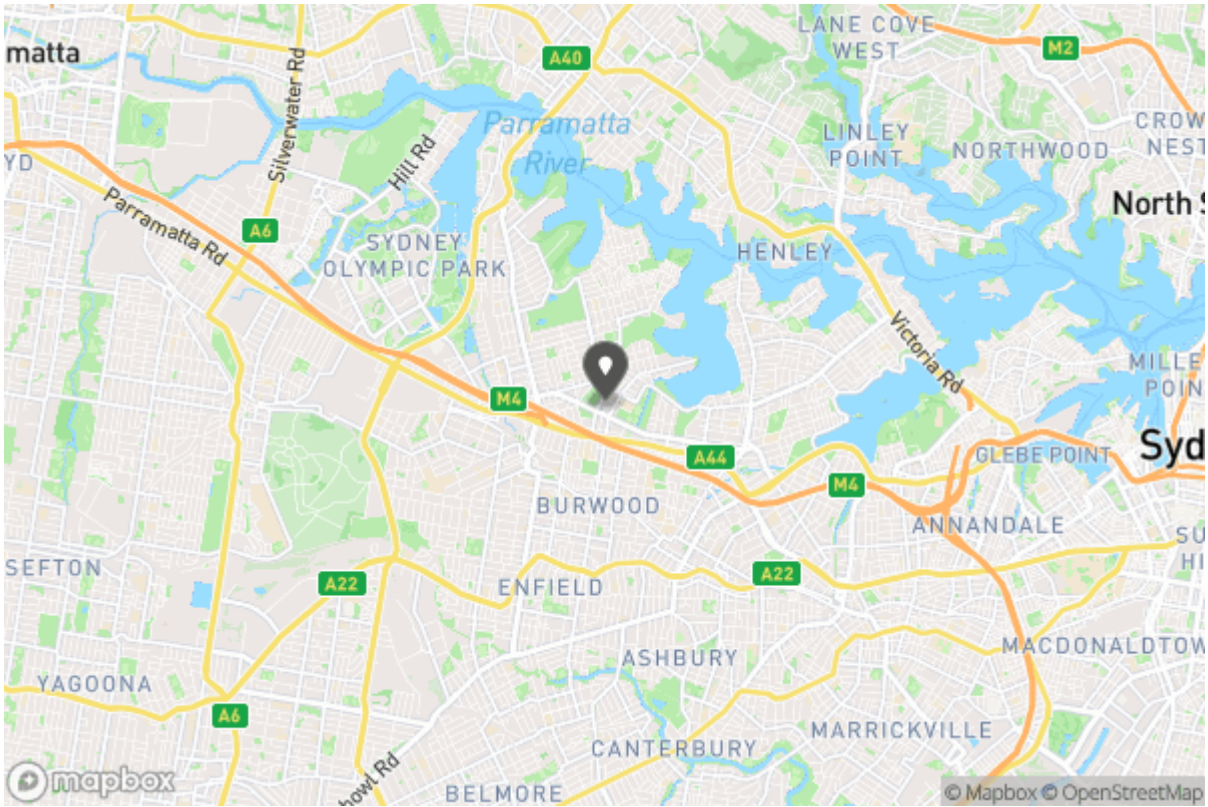 LANE COVE
WEST
M2
matta
A40
Silverwater Rd
Parramatta
River
Hill Rd
LINLEY
POINT
NORTHWOOD
CROW
NEST
YD
Parramatta Rd
A6
SYDNEY
OLYMPIC PARK
HENLEY
North S
Victoria Rd
MILLE
POIN
M4
A44
GLEBE POINT
Syd
M4
BURWOOD
ANNANDALE
SU
HI
SEFTON
A22
ENFIELD
A22
ASHBURY
MACDONALDTOW
YAGOONA
A6
MARRICKVILLE
CANTERBURY
howl Rd
BELMORE
mapbox
© Mapbox © OpenStreetMap